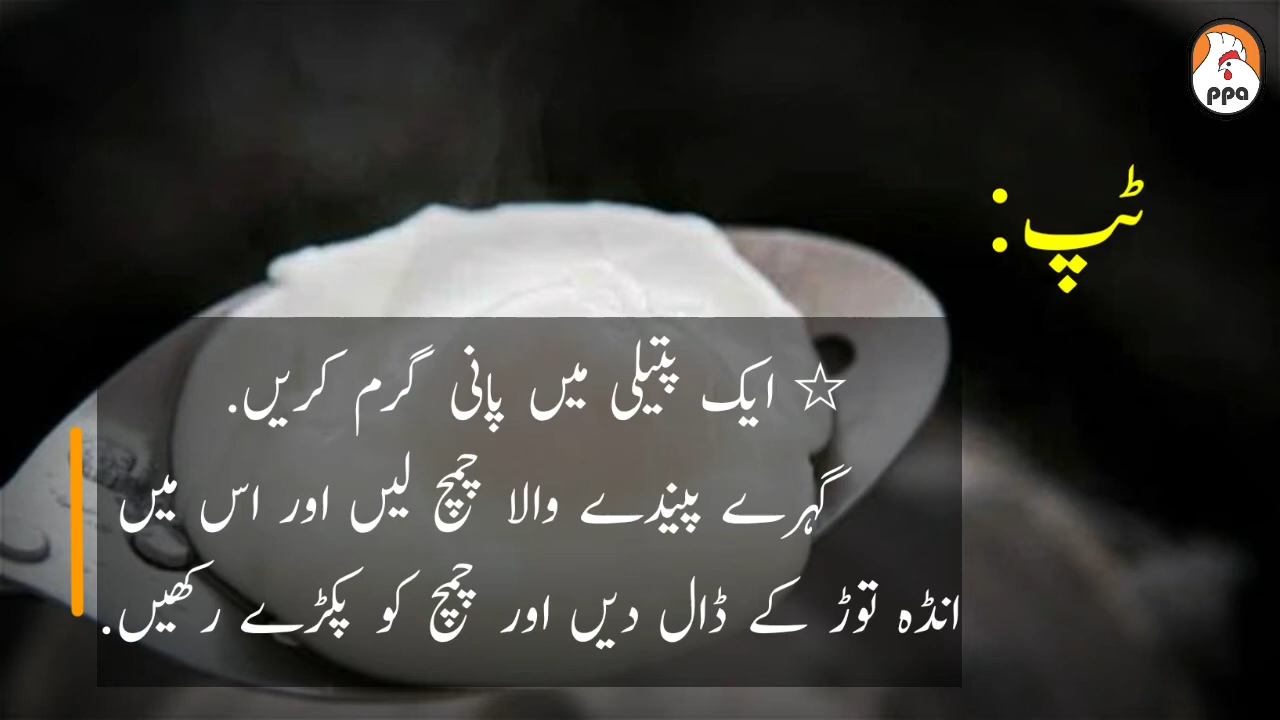 ppa
ٹپ:
☆ ایک پتیلی میں پانی گرم کریں.
گہرے پیندے والا چمچ لیں اور اس میں
انڈہ توڑ کے ڈال دیں اور چمچ کو پکڑے رکھیں.